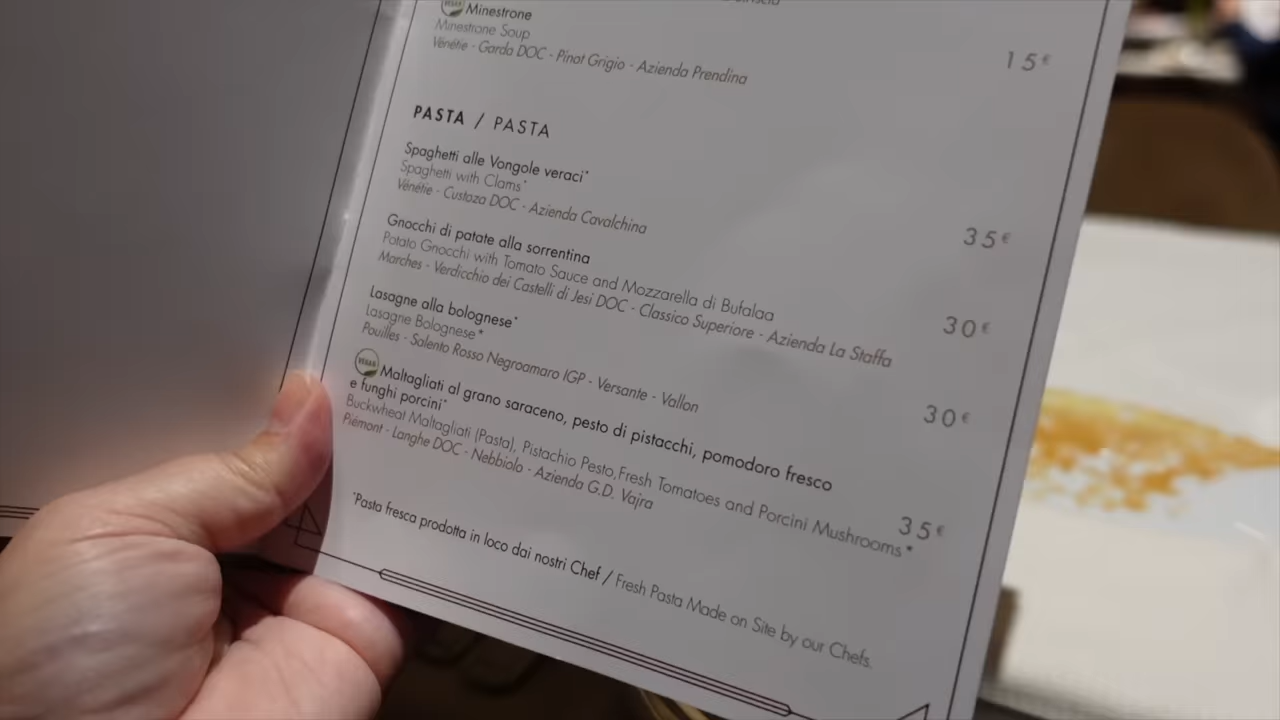 VEGAN Minestrone
Minestrone Soup
Vénétie - Garda DOC - Pinot Grigio - Azienda Prendina
15€
PASTA / PASTA
Spaghetti alle Vongole veraci*
Spaghetti with Clams*
Vénétie - Custoza DOC - Azienda Cavalchina
35€
Gnocchi di patate alla sorrentina
Potato Gnocchi with Tomato Sauce and Mozzarella di Bufalaa
Marches - Verdicchio dei Castelli di Jesi DOC - Classico Superiore - Azienda La Staffa
30€
Lasagne alla bolognese*
Lasagne Bolognese*
Pouilles - Salento Rosso Negroamaro IGP - Versante - Vallon
30€
VEGAN Maltagliati al grano saraceno, pesto di pistacchi, pomodoro fresco
e funghi porcini*
Buckwheat Maltagliati (Pasta), Pistachio Pesto,Fresh Tomatoes and Porcini Mushrooms*
Piémont - Langhe DOC - Nebbiolo - Azienda G.D. Vajra
35€
*Pasta fresca prodotta in loco dai nostri Chef / Fresh Pasta Made on Site by our Chefs.